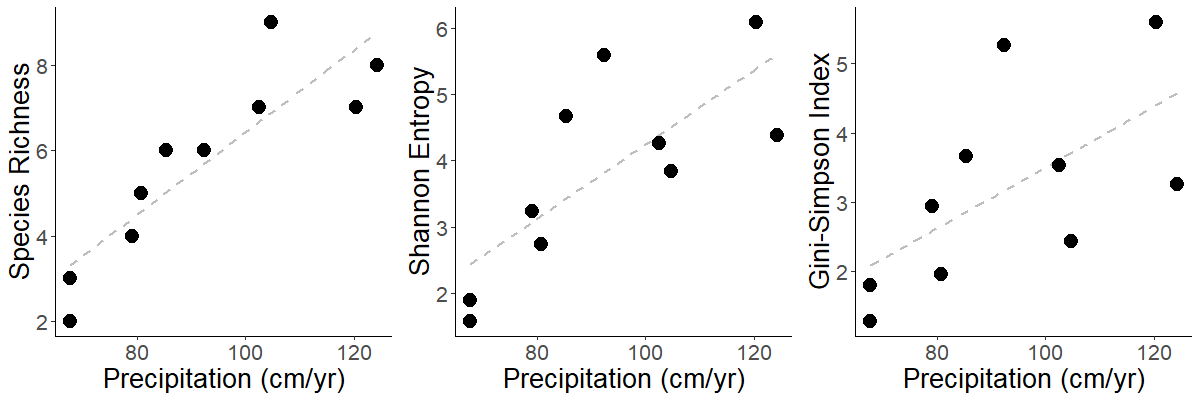 Species Richness
8
6
4
2
80 100 120
Precipitation (cm/yr)
Shannon Entropy
6
5
4
3
2
80 100 120
Precipitation (cm/yr)
Gini-Simpson Index
5
4
3
2
80 100 120
Precipitation (cm/yr)